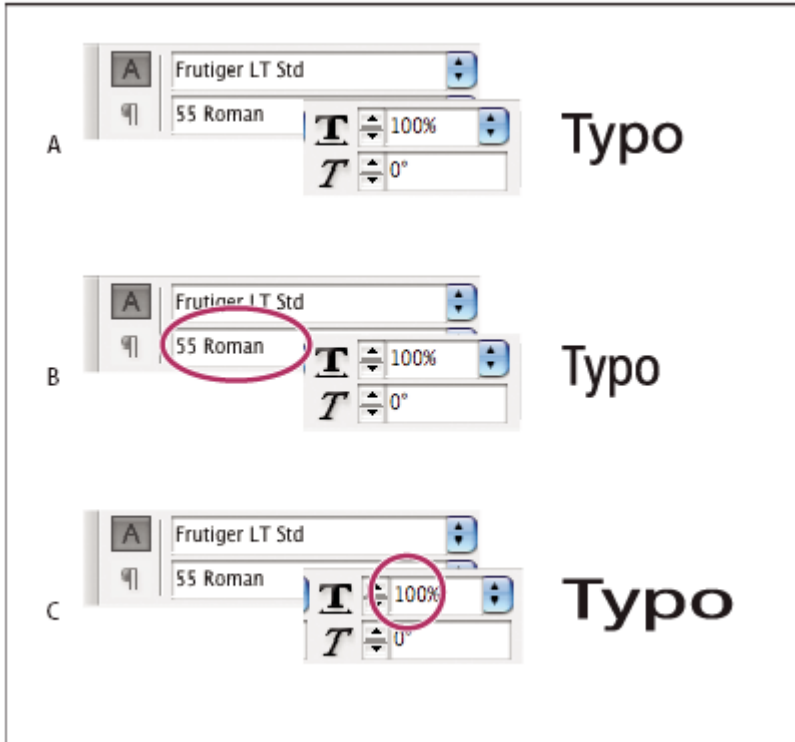 A
Frutiger LT Std
¶ 55 Roman
T 100%
T 0°
A
Typo
B
A
Frutiger LT Std
¶ 55 Roman
T 100%
T 0°
Typo
C
A
Frutiger LT Std
¶ 55 Roman
T 100%
T 0°
Typo